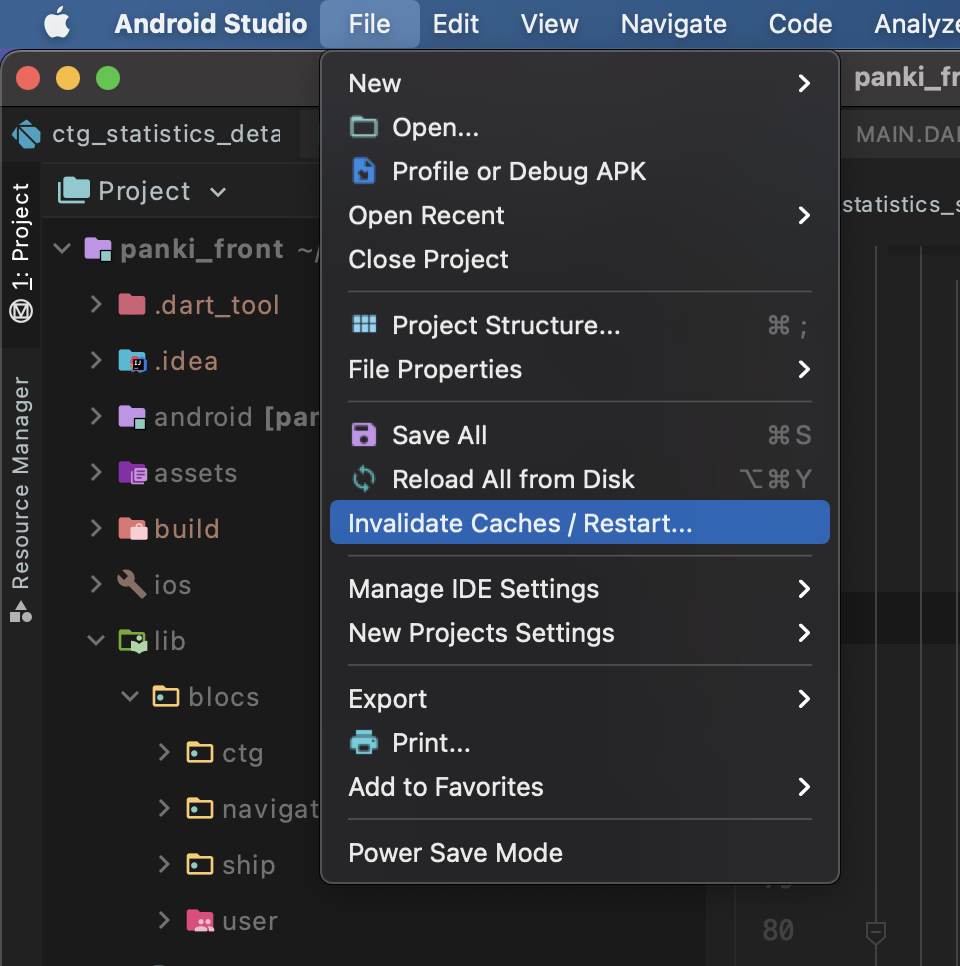 Android Studio File Edit View Navigate Code Analyze
panki_fr
ctg_statistics_deta
MAIN.DA
Project
statistics_s
1: Project
Resource Manager
panki_front ~/
.dart_tool
.idea
android [par
assets
build
ios
lib
blocs
ctg
navigat
ship
user
New
Open...
Profile or Debug APK
Open Recent
Close Project
Project Structure... ⌘ ;
File Properties
Save All ⌘ S
Reload All from Disk ⌥⌘ Y
Invalidate Caches / Restart...
Manage IDE Settings
New Projects Settings
Export
Print...
Add to Favorites
Power Save Mode
80